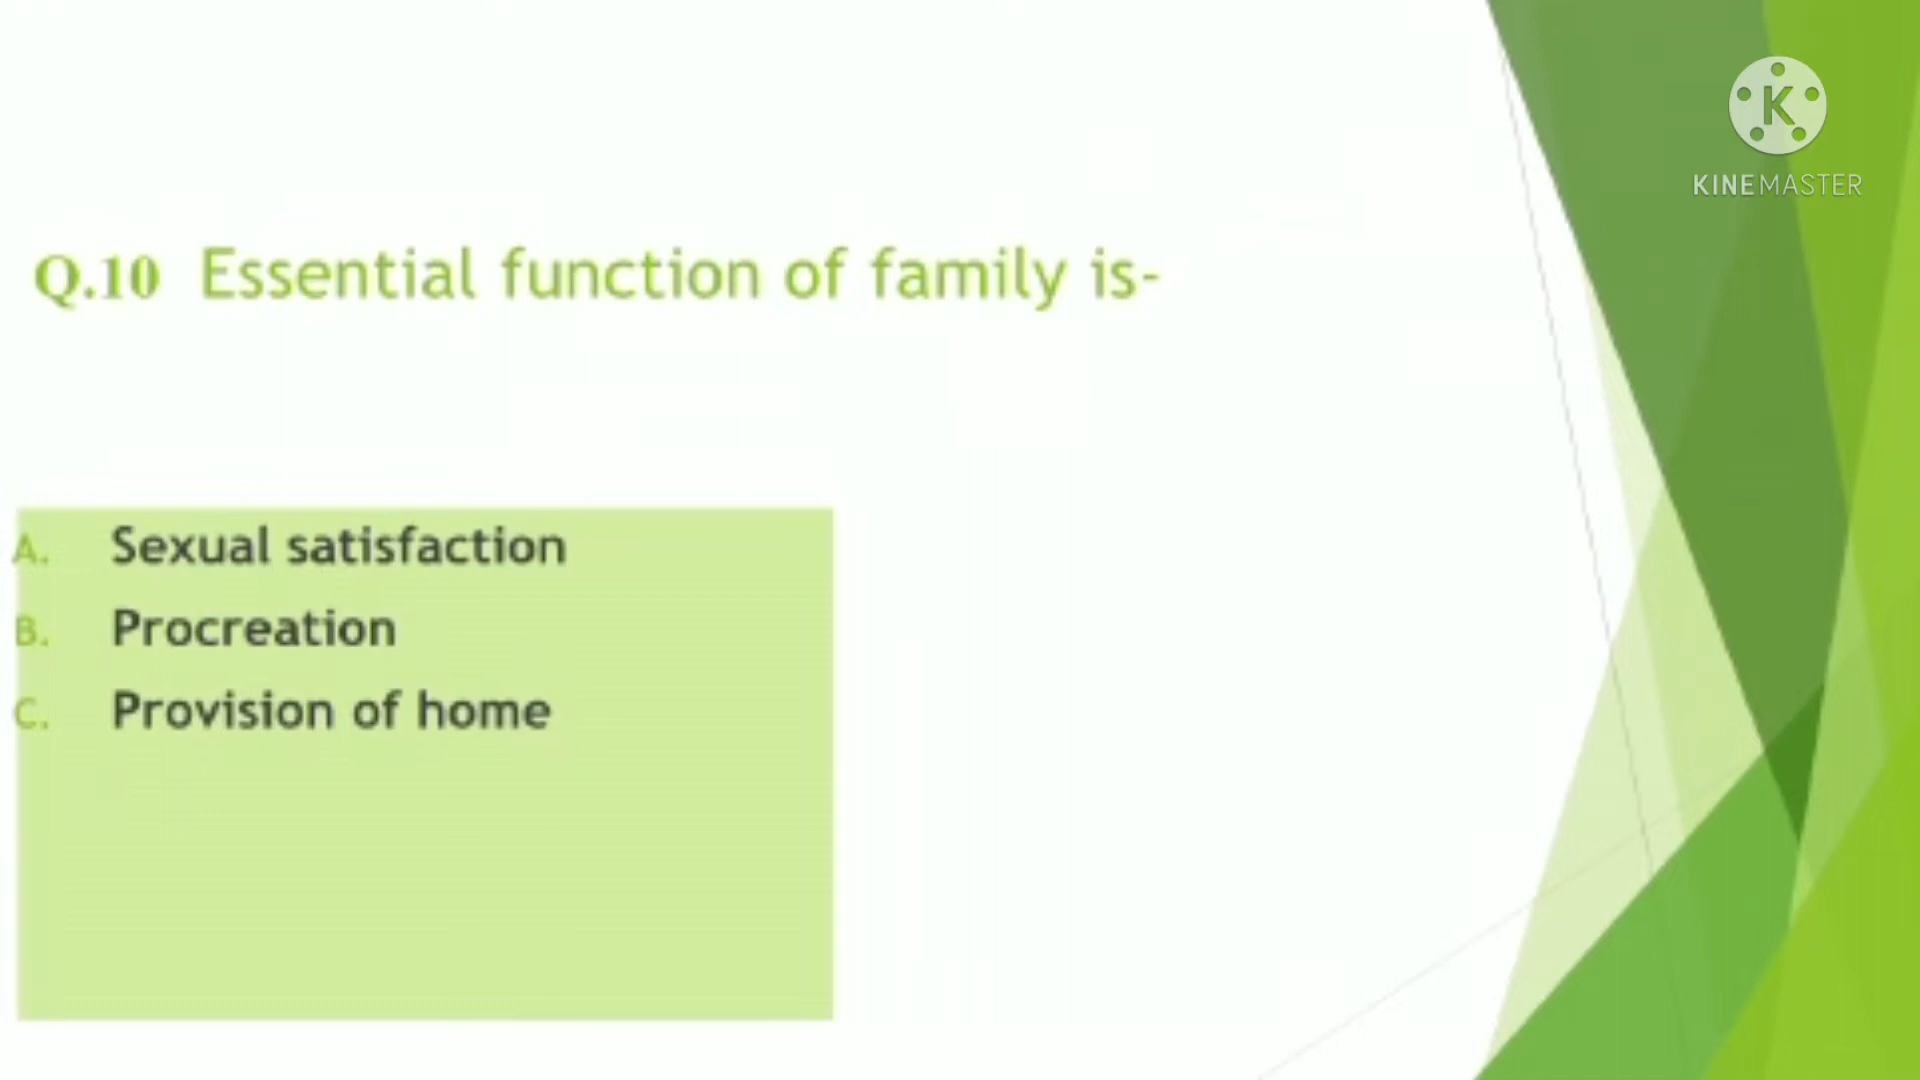 KINEMASTER
Q.10 Essential function of family is-
A. Sexual satisfaction
B. Procreation
C. Provision of home